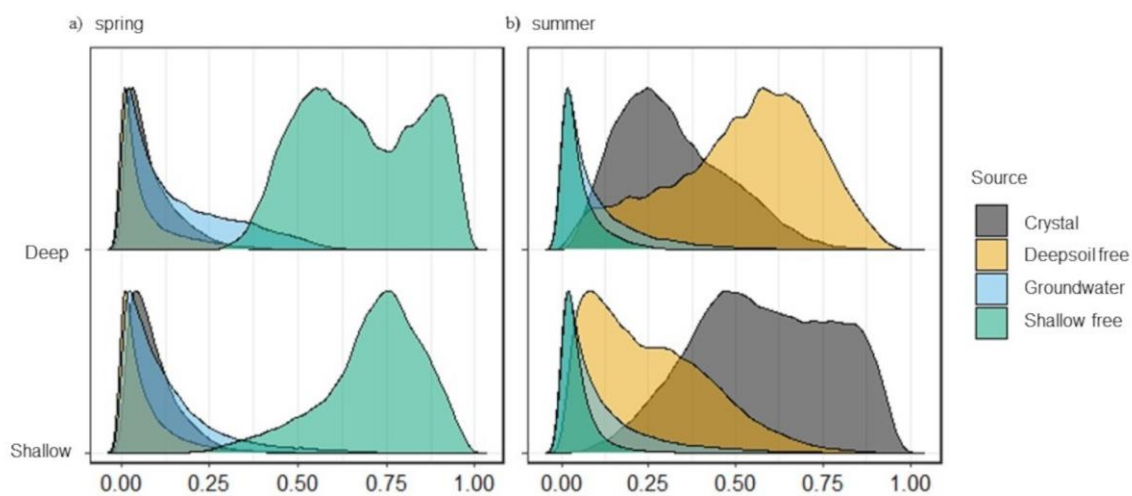 a) spring
b) summer
Deep
Shallow
0.00 0.25 0.50 0.75 1.00
0.00 0.25 0.50 0.75 1.00
Source
Crystal
Deepsoil free
Groundwater
Shallow free